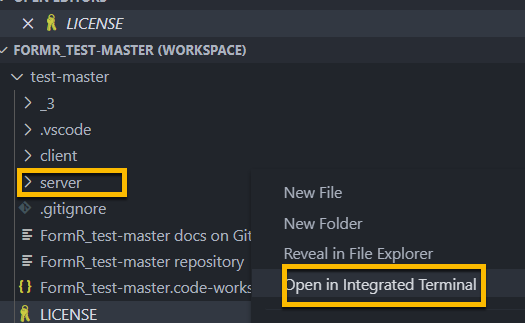 OPEN EDITORS
LICENSE
FORMR_TEST-MASTER (WORKSPACE)
test-master
_3
.vscode
client
server
.gitignore
FormR_test-master docs on Git
FormR_test-master repository
FormR_test-master.code-works
LICENSE
New File
New Folder
Reveal in File Explorer
Open in Integrated Terminal